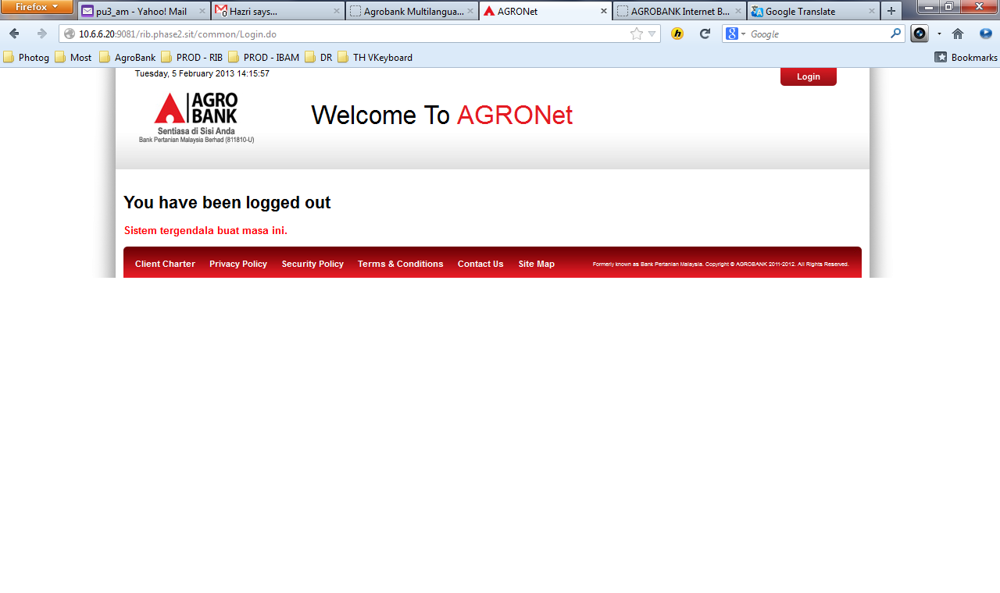 Firefox
pu3_am - Yahoo! Mail
Hazri says...
Agrobank Multilangua...
AGRONet
AGROBANK Internet B...
Google Translate
10.6.6.20:9081/rib.phase2.sit/common/Login.do
Google
Photog
Most
AgroBank
PROD - RIB
PROD - IBAM
DR
TH VKeyboard
Bookmarks
Tuesday, 5 February 2013 14:15:57
Login
AGRO
BANK
Sentiasa di Sisi Anda
Bank Pertanian Malaysia Berhad (811810-U)
Welcome To AGRONet
You have been logged out
Sistem tergendala buat masa ini.
Client Charter
Privacy Policy
Security Policy
Terms & Conditions
Contact Us
Site Map
Formerly known as Bank Pertanian Malaysia. Copyright © AGROBANK 2011-2012. All Rights Reserved.